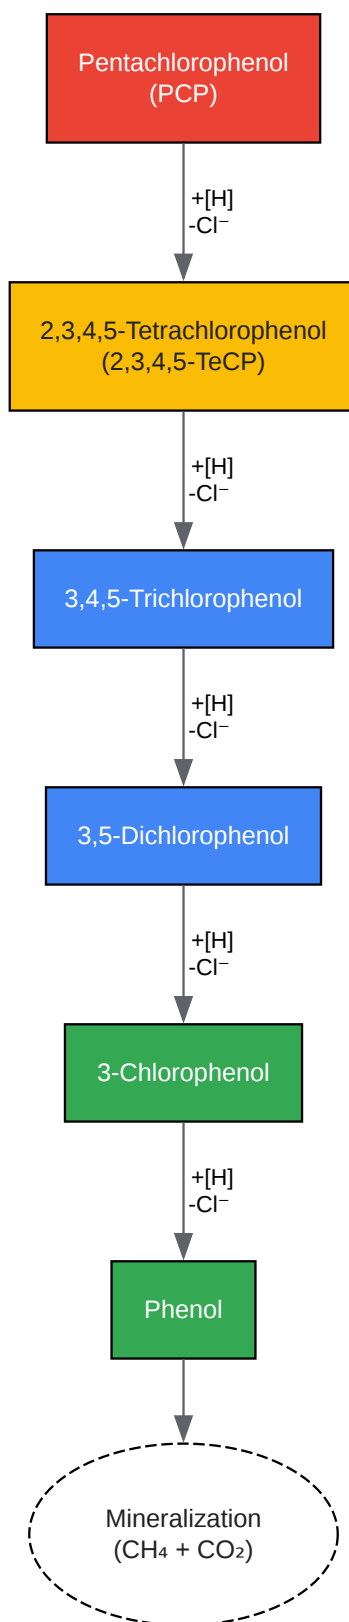 Pentachlorophenol
(PCP)
+[H]
-Cl⁻
2,3,4,5-Tetrachlorophenol
(2,3,4,5-TeCP)
+[H]
-Cl⁻
3,4,5-Trichlorophenol
+[H]
-Cl⁻
3,5-Dichlorophenol
+[H]
-Cl⁻
3-Chlorophenol
+[H]
-Cl⁻
Phenol
Mineralization
(CH₄ + CO₂)